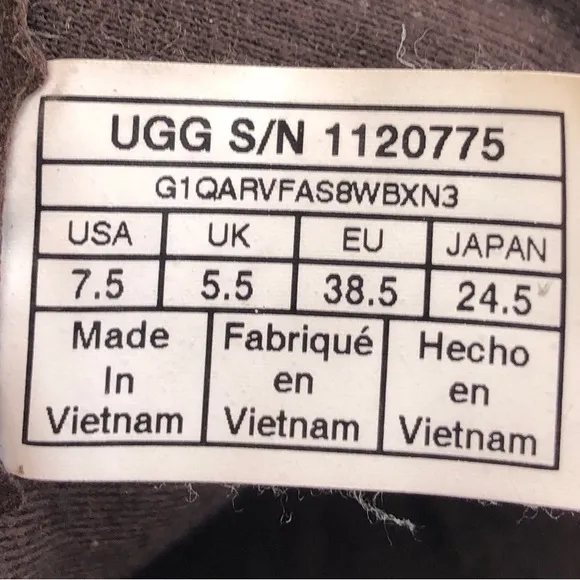 UGG S/N 1120775
G1QARVFAS8WBXN3
USA UK EU JAPAN
7.5 5.5 38.5 24.5
Made In Vietnam
Fabriqué en Vietnam
Hecho en Vietnam